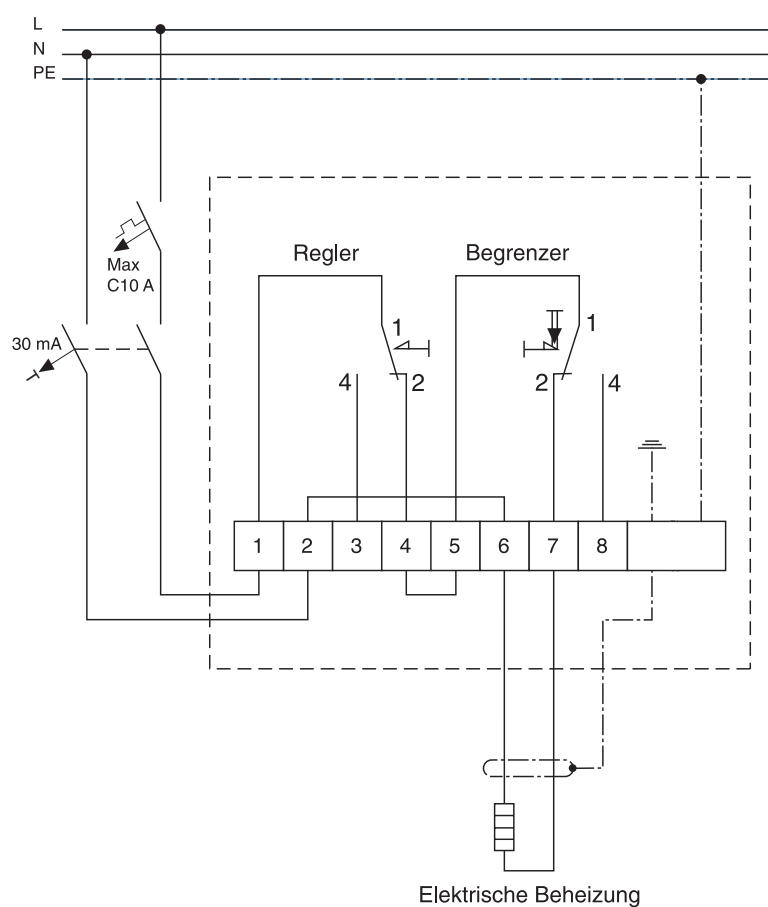 L
N
PE
Regler
Begrenzer
Max
C10 A
30 mA
1
1
4
2
2
4
1 2 3 4 5 6 7 8
Elektrische Beheizung